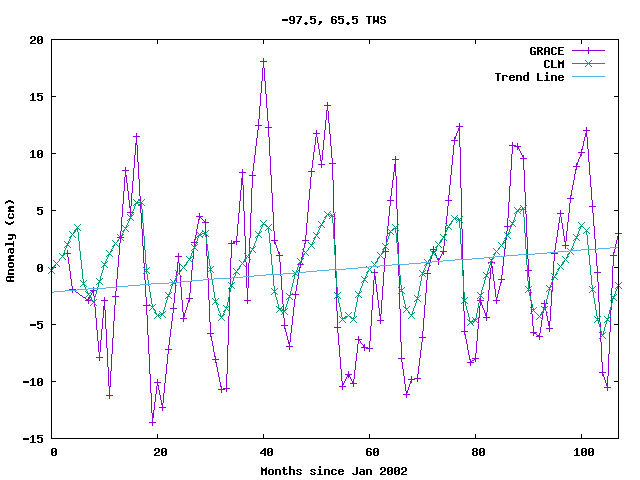 -97.5, 65.5 TWS
GRACE
CLM
Trend Line
20
15
10
5
0
-5
-10
-15
Anomaly (cm)
0 20 40 60 80 100
Months since Jan 2002